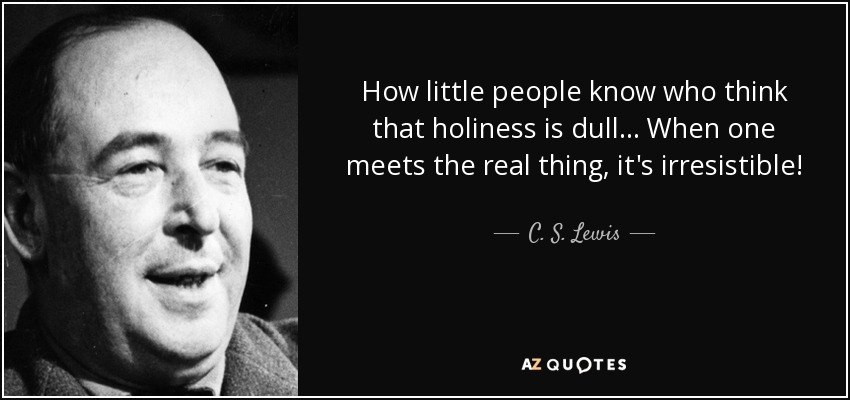 How little people know who think
that holiness is dull... When one
meets the real thing, it's irresistible!
C. S. Lewis
AZ QUOTES